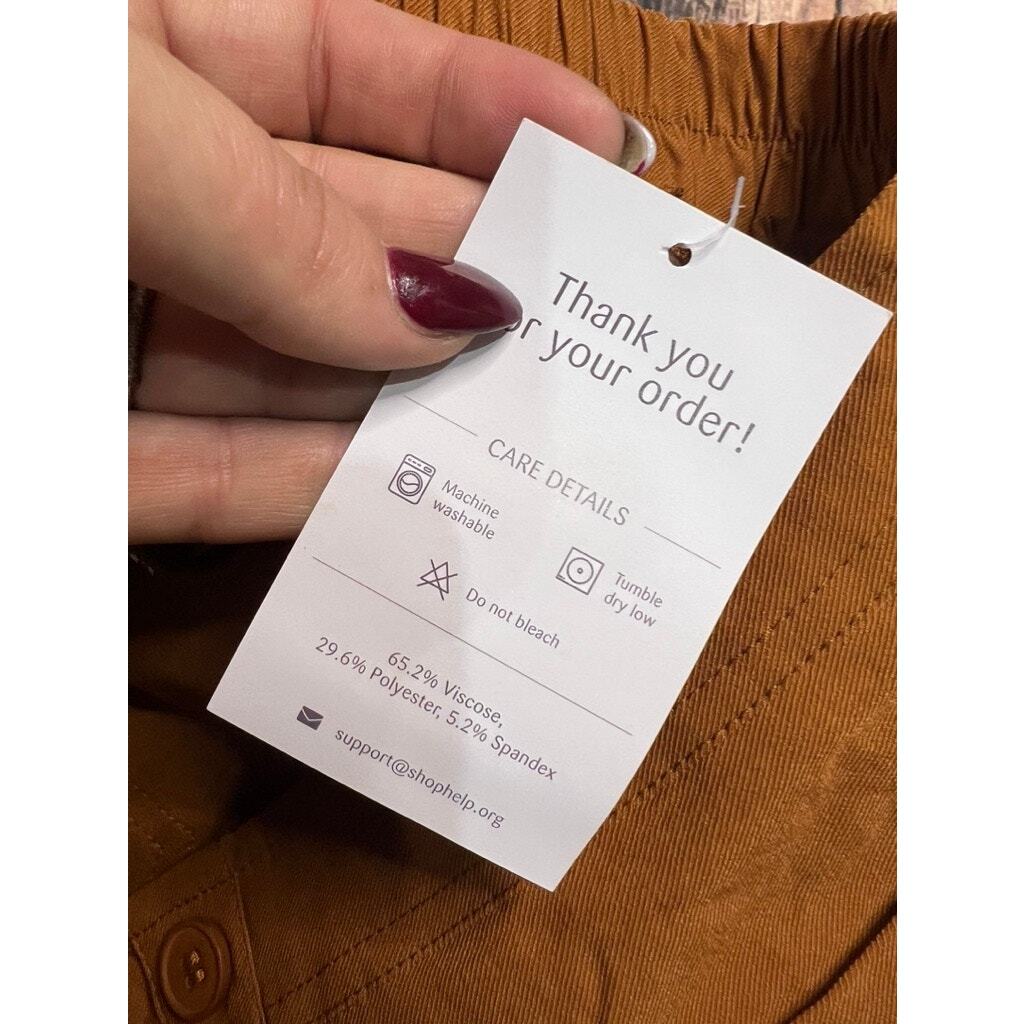 Thank you
or your order!
CARE DETAILS
Machine
washable
Tumble
dry low
Do not bleach
65.2% Viscose,
29.6% Polyester, 5.2% Spandex
support@shophelp.org